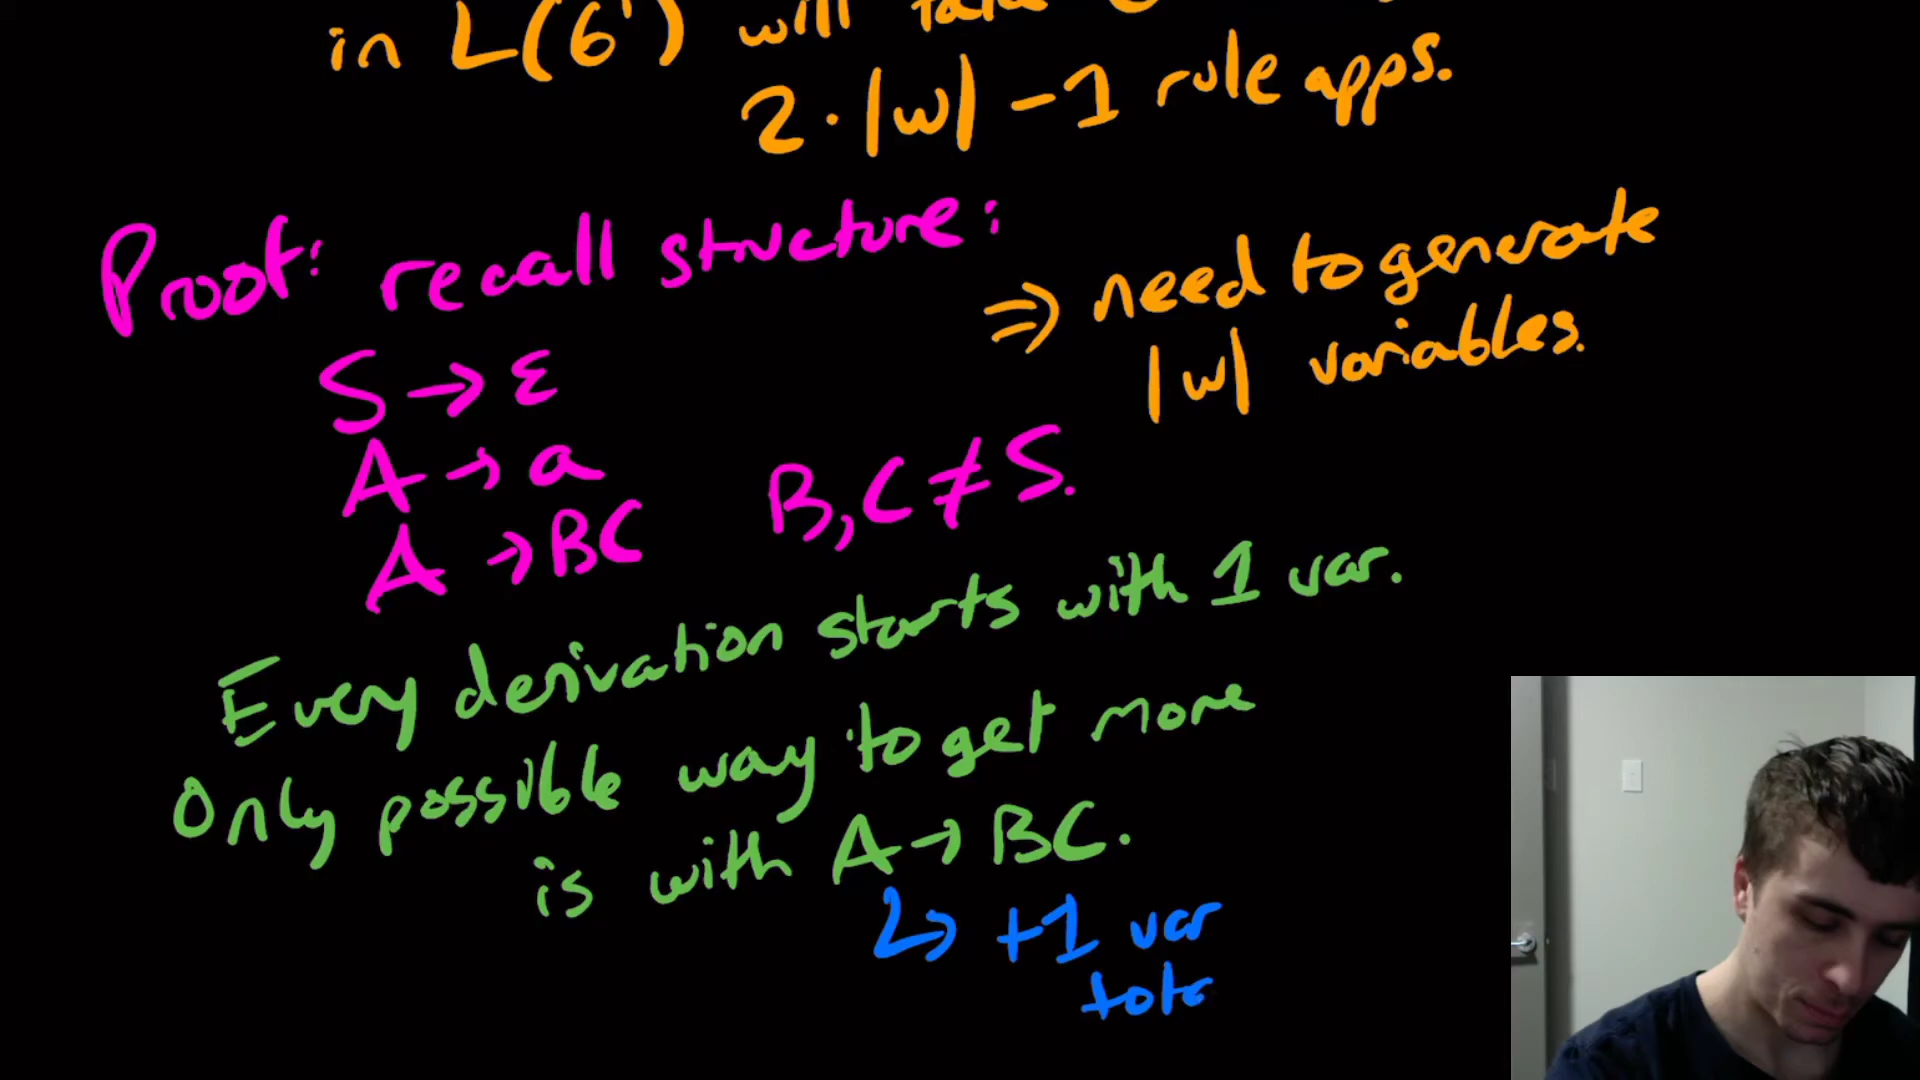 in L(G') will take
2·|w| -1 rule apps.
Proof: recall structure:
⇒ need to generate
|w| variables.
S → ε
A → a
A → BC B,C ≠ S.
Every derivation starts with 1 var.
Only possible way to get more
is with A → BC.
↳ +1 var